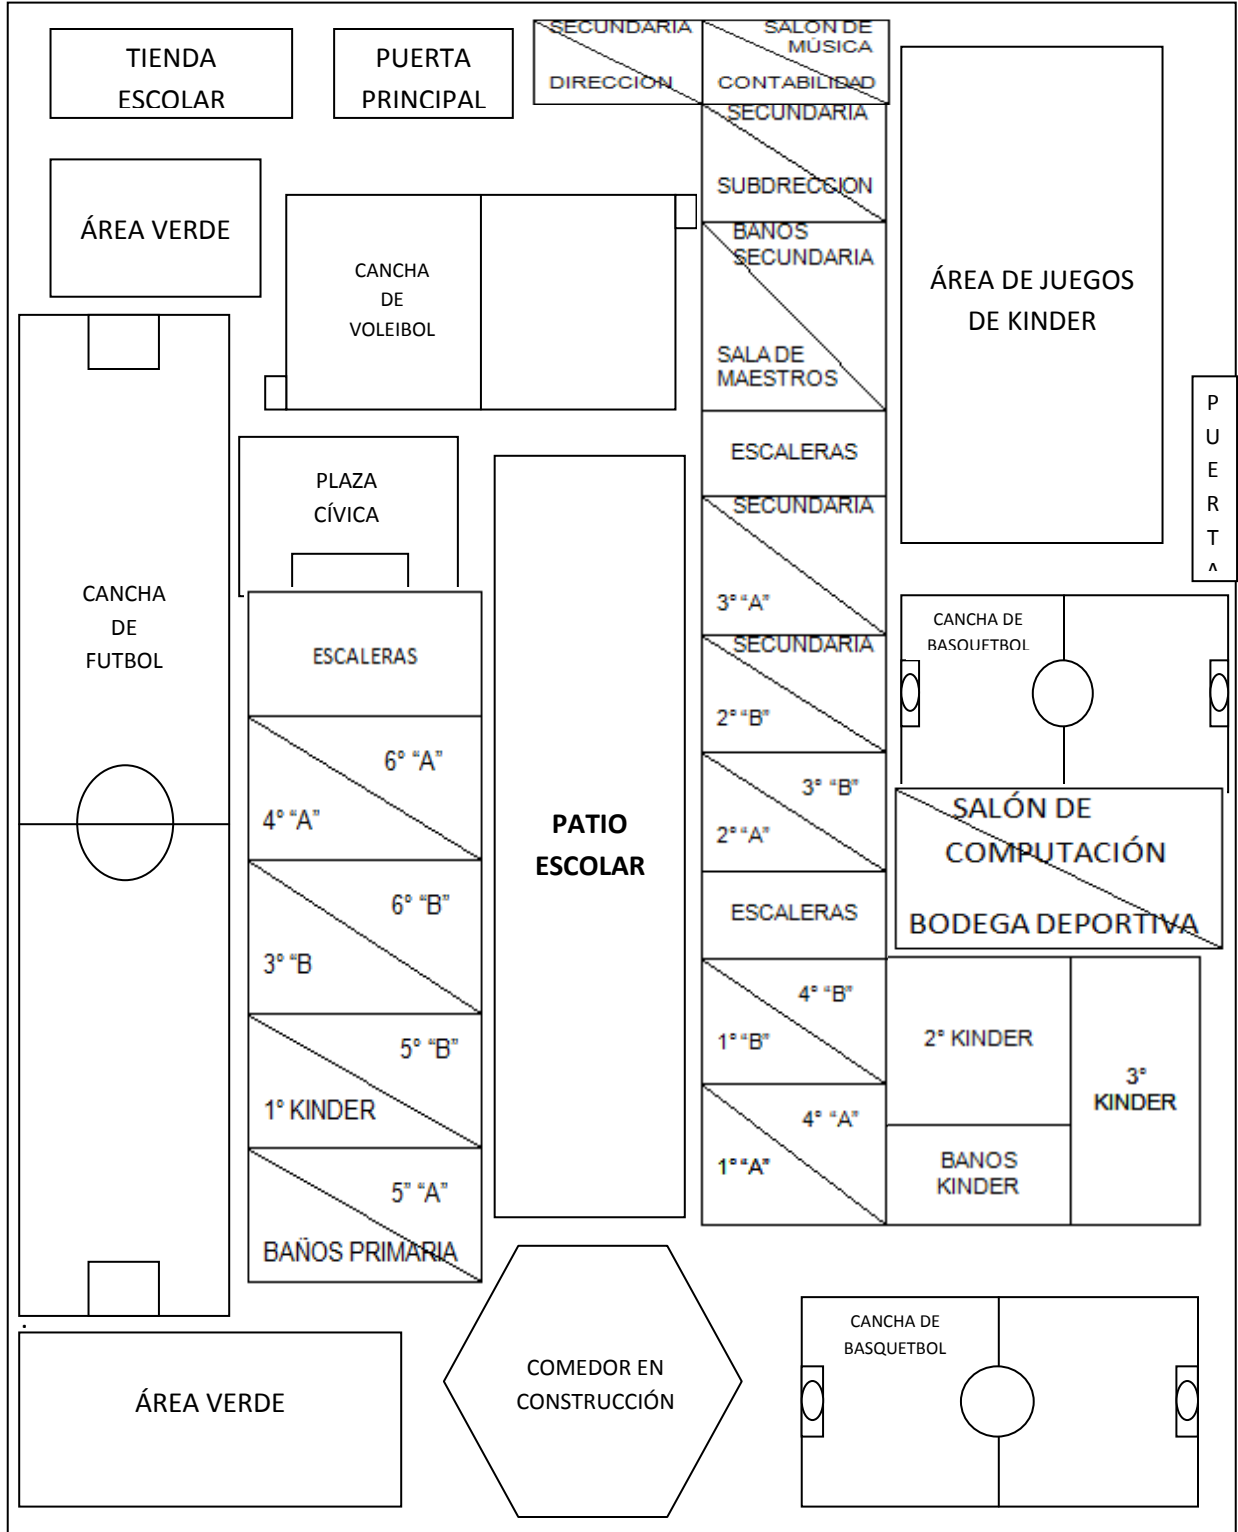 TIENDA
ESCOLAR
PUERTA
PRINCIPAL
SECUNDARIA
DIRECCION
SALÓN DE
MÚSICA
CONTABILIDAD
SECUNDARIA
SUBDRECCION
ÁREA VERDE
CANCHA
DE
VOLEIBOL
BANOS
SECUNDARIA
SALA DE
MAESTROS
ÁREA DE JUEGOS
DE KINDER
P
U
E
R
T
A
ESCALERAS
PLAZA
CÍVICA
SECUNDARIA
3° “A”
CANCHA
DE
FUTBOL
ESCALERAS
SECUNDARIA
2° “B”
CANCHA DE
BASQUETBOL
6° “A”
4° “A”
PATIO
ESCOLAR
3° “B”
2° “A”
SALÓN DE
COMPUTACIÓN
BODEGA DEPORTIVA
ESCALERAS
6° “B”
3° “B
4° “B”
1° “B”
2° KINDER
3°
KINDER
5° “B”
1° KINDER
4° “A”
1° “A”
BANOS
KINDER
5” “A”
BAÑOS PRIMARIA
.
ÁREA VERDE
COMEDOR EN
CONSTRUCCIÓN
CANCHA DE
BASQUETBOL